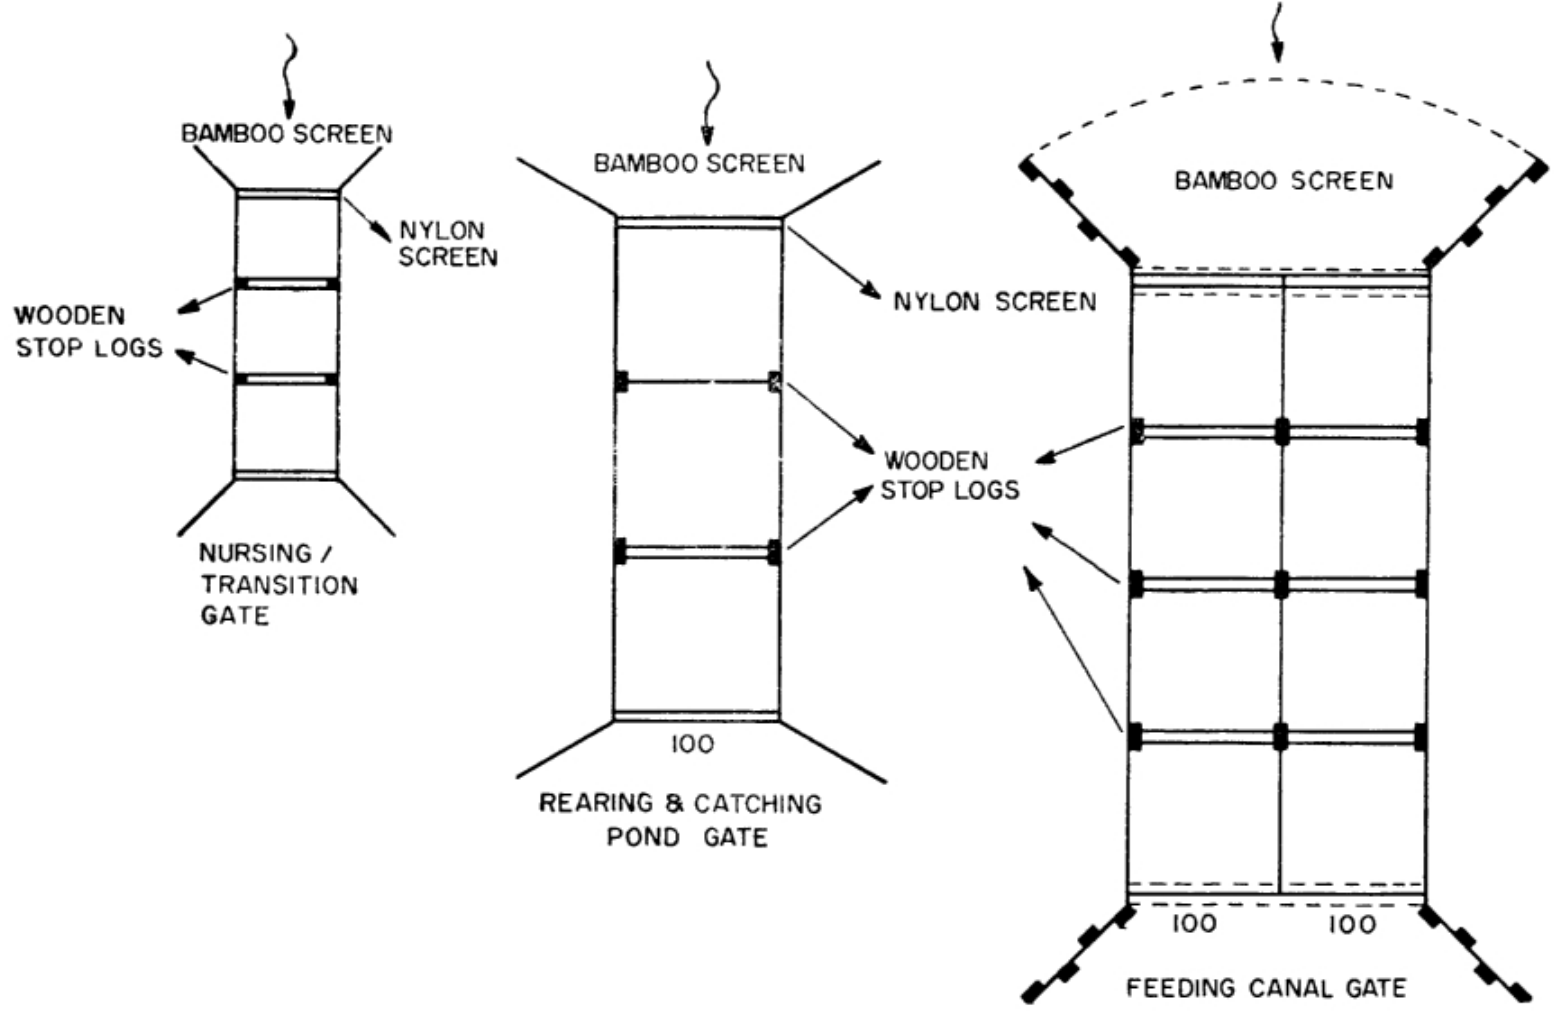 BAMBOO SCREEN
NYLON
SCREEN
WOODEN
STOP LOGS
NURSING /
TRANSITION
GATE
BAMBOO SCREEN
NYLON SCREEN
WOODEN
STOP LOGS
100
REARING & CATCHING
POND GATE
BAMBOO SCREEN
100 100
FEEDING CANAL GATE